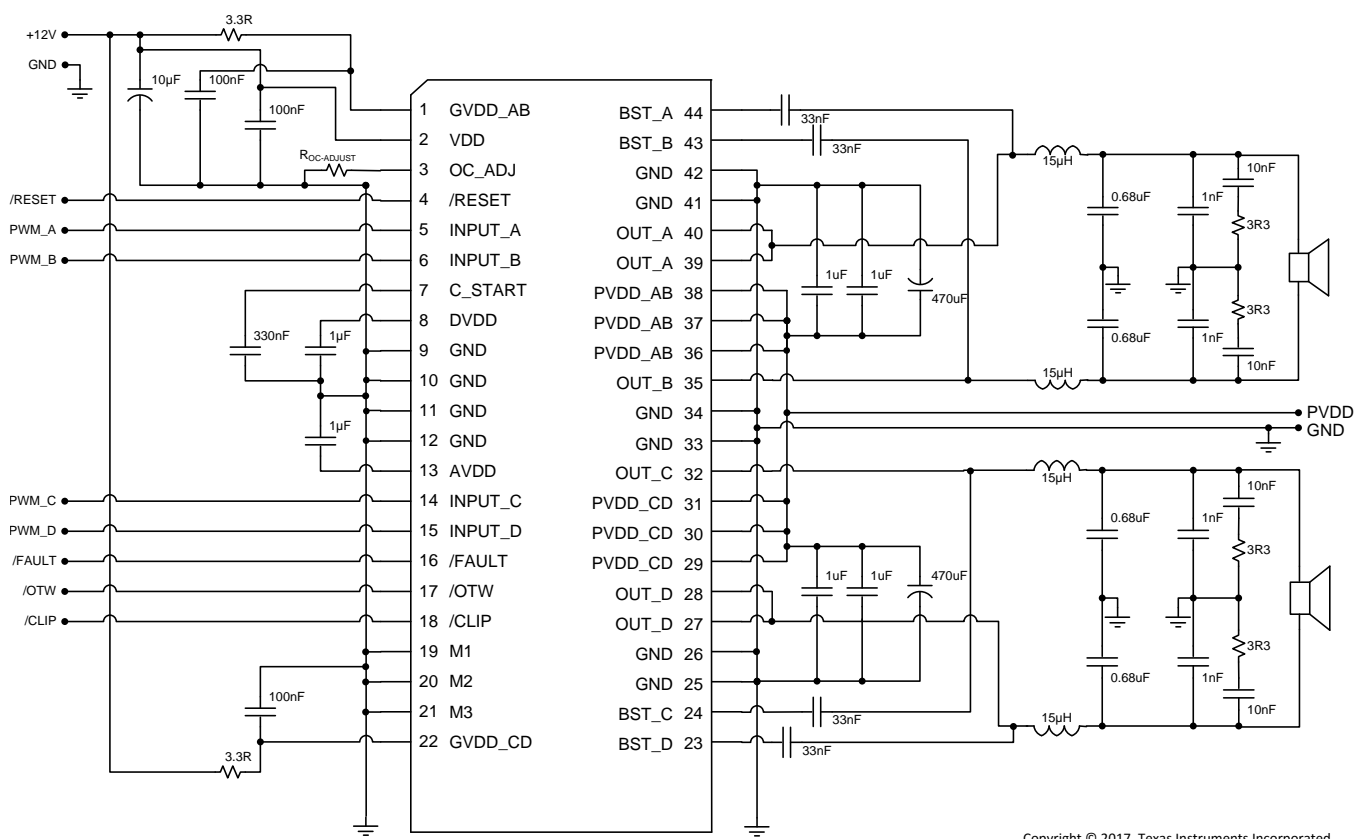 3.3R
+12V
GND
10µF
100nF
100nF
R_OC-ADJUST
/RESET
PWM_A
PWM_B
330nF
1µF
1µF
PWM_C
PWM_D
/FAULT
/OTW
/CLIP
100nF
3.3R
1 GVDD_AB
2 VDD
3 OC_ADJ
4 /RESET
5 INPUT_A
6 INPUT_B
7 C_START
8 DVDD
9 GND
10 GND
11 GND
12 GND
13 AVDD
14 INPUT_C
15 INPUT_D
16 /FAULT
17 /OTW
18 /CLIP
19 M1
20 M2
21 M3
22 GVDD_CD
BST_A 44
BST_B 43
GND 42
GND 41
OUT_A 40
OUT_A 39
PVDD_AB 38
PVDD_AB 37
PVDD_AB 36
OUT_B 35
GND 34
GND 33
OUT_C 32
PVDD_CD 31
PVDD_CD 30
PVDD_CD 29
OUT_D 28
OUT_D 27
GND 26
GND 25
BST_C 24
BST_D 23
33nF
33nF
15µH
10nF
0.68uF
1nF
3R3
1uF
1uF
470uF
3R3
0.68uF
1nF
10nF
15µH
PVDD
GND
15µH
10nF
0.68uF
1nF
3R3
1uF
1uF
470uF
3R3
0.68uF
1nF
10nF
15µH
33nF
33nF
Copyright © 2017, Texas Instruments Incorporated